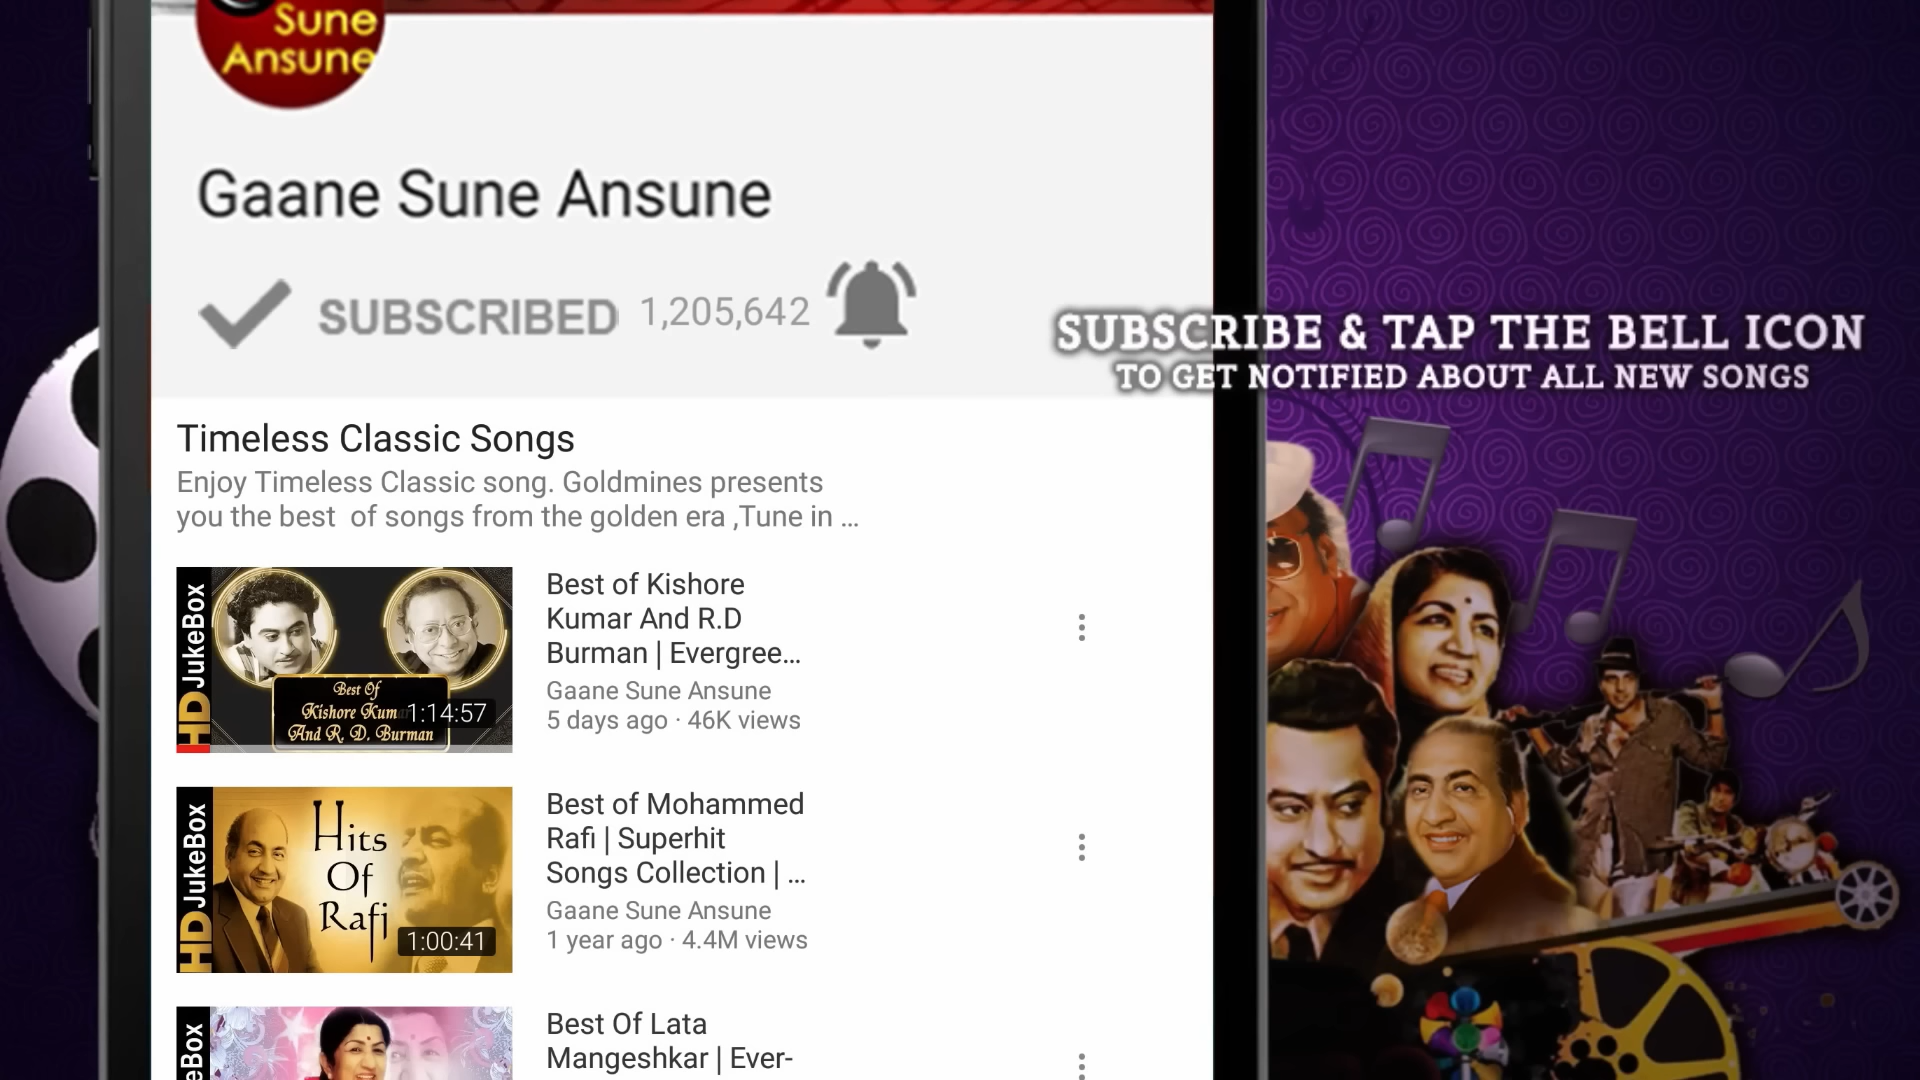 Sune
Ansune
Gaane Sune Ansune
SUBSCRIBED 1,205,642
SUBSCRIBE & TAP THE BELL ICON
TO GET NOTIFIED ABOUT ALL NEW SONGS
Timeless Classic Songs
Enjoy Timeless Classic song. Goldmines presents
you the best of songs from the golden era ,Tune in ...
HD JukeBox
Best Of
Kishore Kum
And R. D. Burman
1:14:57
Best of Kishore
Kumar And R.D
Burman | Evergree...
Gaane Sune Ansune
5 days ago · 46K views
HD JukeBox
Hits
Of
Rafi
1:00:41
Best of Mohammed
Rafi | Superhit
Songs Collection | ...
Gaane Sune Ansune
1 year ago · 4.4M views
eBox
Best Of Lata
Mangeshkar | Ever-